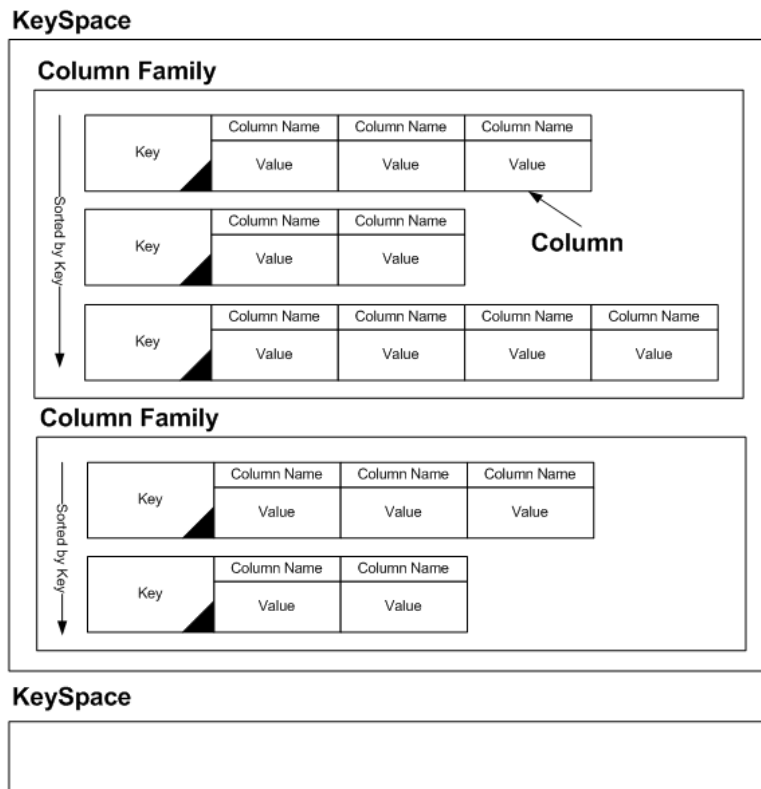 KeySpace
Column Family
Column Name Column Name Column Name
Key
Value Value Value
Sorted by Key
Column
Column Name Column Name
Key
Value Value
Column Name Column Name Column Name Column Name
Key
Value Value Value Value
Column Family
Column Name Column Name Column Name
Key
Value Value Value
Sorted by Key
Column Name Column Name
Key
Value Value
KeySpace